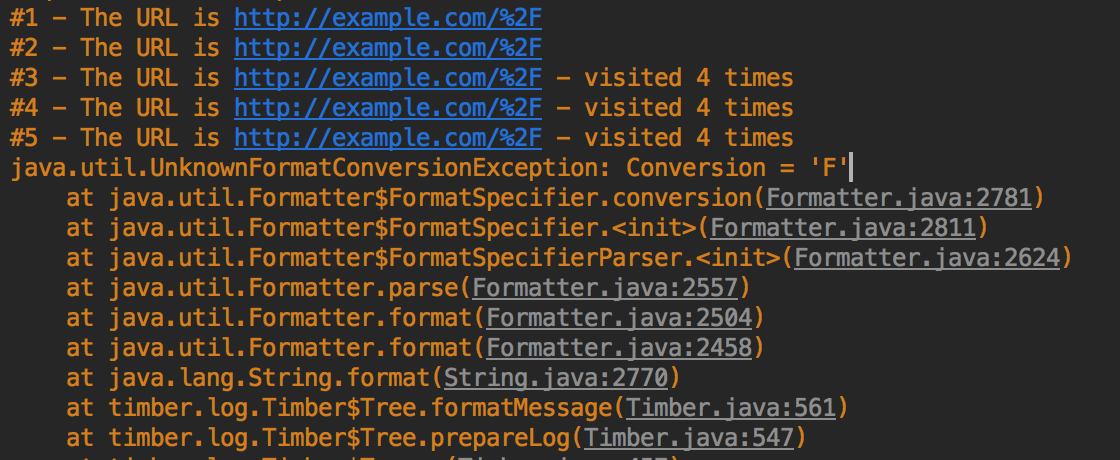 #1 - The URL is http://example.com/%2F
#2 - The URL is http://example.com/%2F
#3 - The URL is http://example.com/%2F - visited 4 times
#4 - The URL is http://example.com/%2F - visited 4 times
#5 - The URL is http://example.com/%2F - visited 4 times
java.util.UnknownFormatConversionException: Conversion = 'F'
at java.util.Formatter$FormatSpecifier.conversion(Formatter.java:2781)
at java.util.Formatter$FormatSpecifier.<init>(Formatter.java:2811)
at java.util.Formatter$FormatSpecifierParser.<init>(Formatter.java:2624)
at java.util.Formatter.parse(Formatter.java:2557)
at java.util.Formatter.format(Formatter.java:2504)
at java.util.Formatter.format(Formatter.java:2458)
at java.lang.String.format(String.java:2770)
at timber.log.Timber$Tree.formatMessage(Timber.java:561)
at timber.log.Timber$Tree.prepareLog(Timber.java:547)